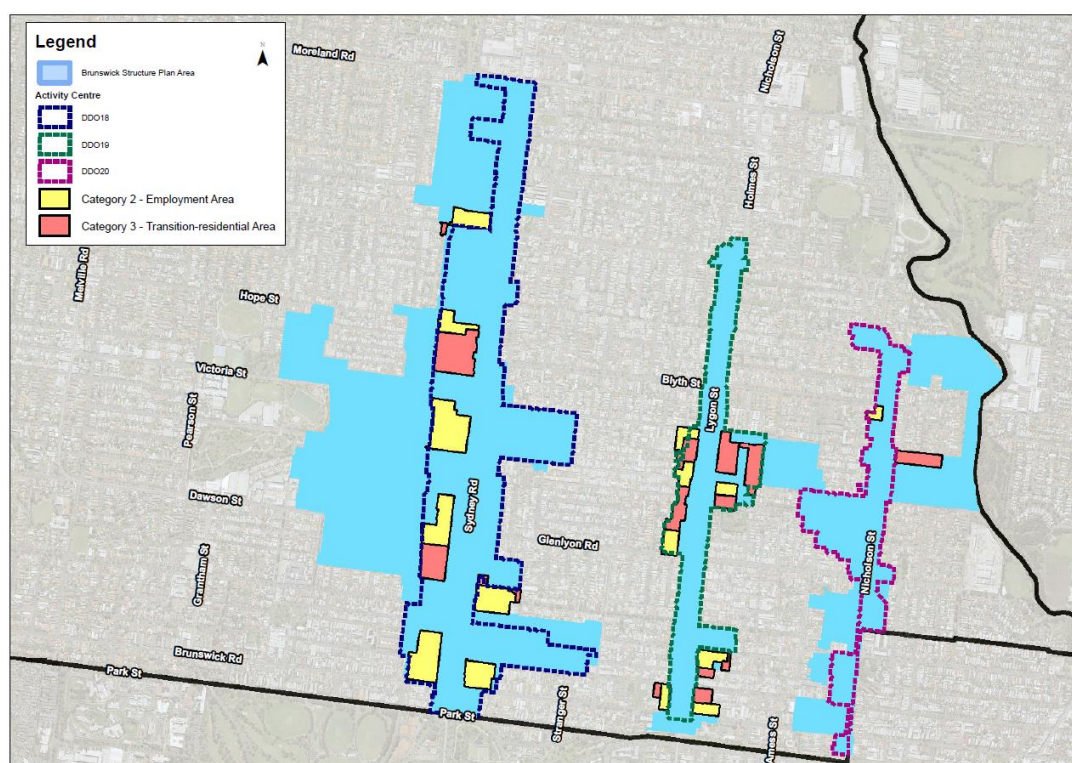 Legend
N
Brunswick Structure Plan Area
Activity Centre
DDO18
DDO19
DDO20
Category 2 - Employment Area
Category 3 - Transition-residential Area
Moreland Rd
Nicholson St
Holmes St
Melville Rd
Hope St
Victoria St
Blyth St
Lygon St
Pearson St
Dawson St
Sydney Rd
Glenlyon Rd
Grantham St
Nicholson St
Brunswick Rd
Park St
Park St
Stranger St
Amess St